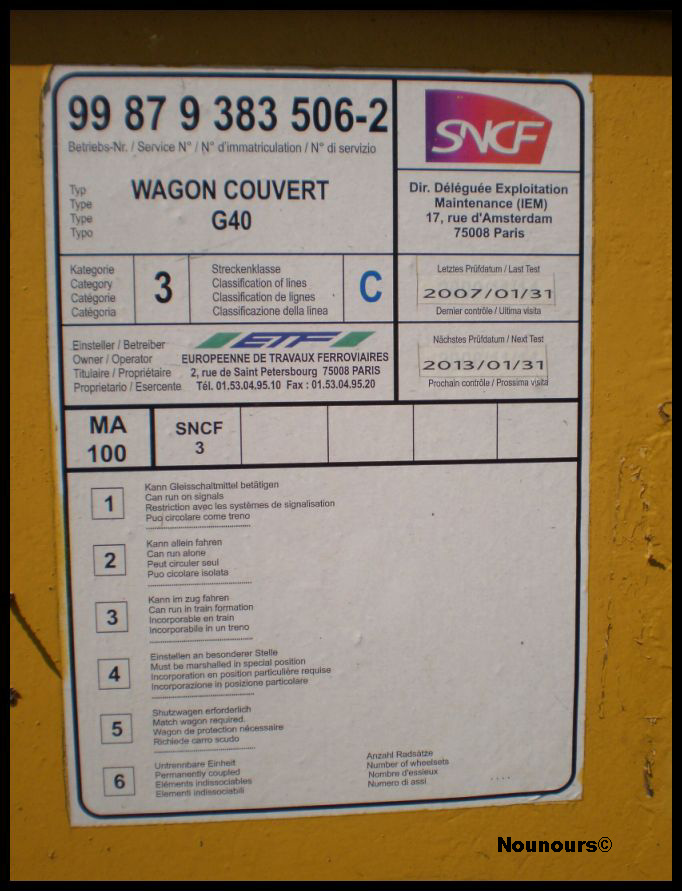 99 87 9 383 506-2
Betriebs-Nr. / Service N° / N° d'immatriculation / N° di servizio
Typ
Type
Type
Typo
WAGON COUVERT
G40
SNCF
Dir. Déléguée Exploitation
Maintenance (IEM)
17, rue d'Amsterdam
75008 Paris
Kategorie
Category
Catégorie
Catégoria
3
Streckenklasse
Classification of lines
Classification de lignes
Classificazione della linea
C
Letztes Prüfdatum / Last Test
2007/01/31
Dernier contrôle / Ultima visita
Einsteller / Betreiber
Owner / Operator
Titulaire / Propriétaire
Proprietario / Esercente
ETF
EUROPEENNE DE TRAVAUX FERROVIAIRES
2, rue de Saint Petersbourg 75008 PARIS
Tél. 01.53.04.95.10 Fax : 01.53.04.95.20
Nächstes Prüfdatum / Next Test
2013/01/31
Prochain contrôle / Prossima visita
MA
100
SNCF
3
1
Kann Gleisschaltmittel betätigen
Can run on signals
Restriction avec les systèmes de signalisation
Puo circolare come treno
2
Kann allein fahren
Can run alone
Peut circuler seul
Puo cicolare isolata
3
Kann im zug fahren
Can run in train formation
Incorporable en train
Incorporabile in un treno
4
Einstellen an besonderer Stelle
Must be marshalled in special position
Incorporation en position particulière requise
Incorporazione in posizione particolare
5
Shutzwagen erforderlich
Match wagon required.
Wagon de protection nécessaire
Richiede carro scudo
6
Untrennbare Einheit
Permanently coupled
Eléments indissociables
Elementi indissociabili
Anzahl Radsätze
Number of wheelsets
Nombre d'essieux
Numero di assi
....
Nounours©